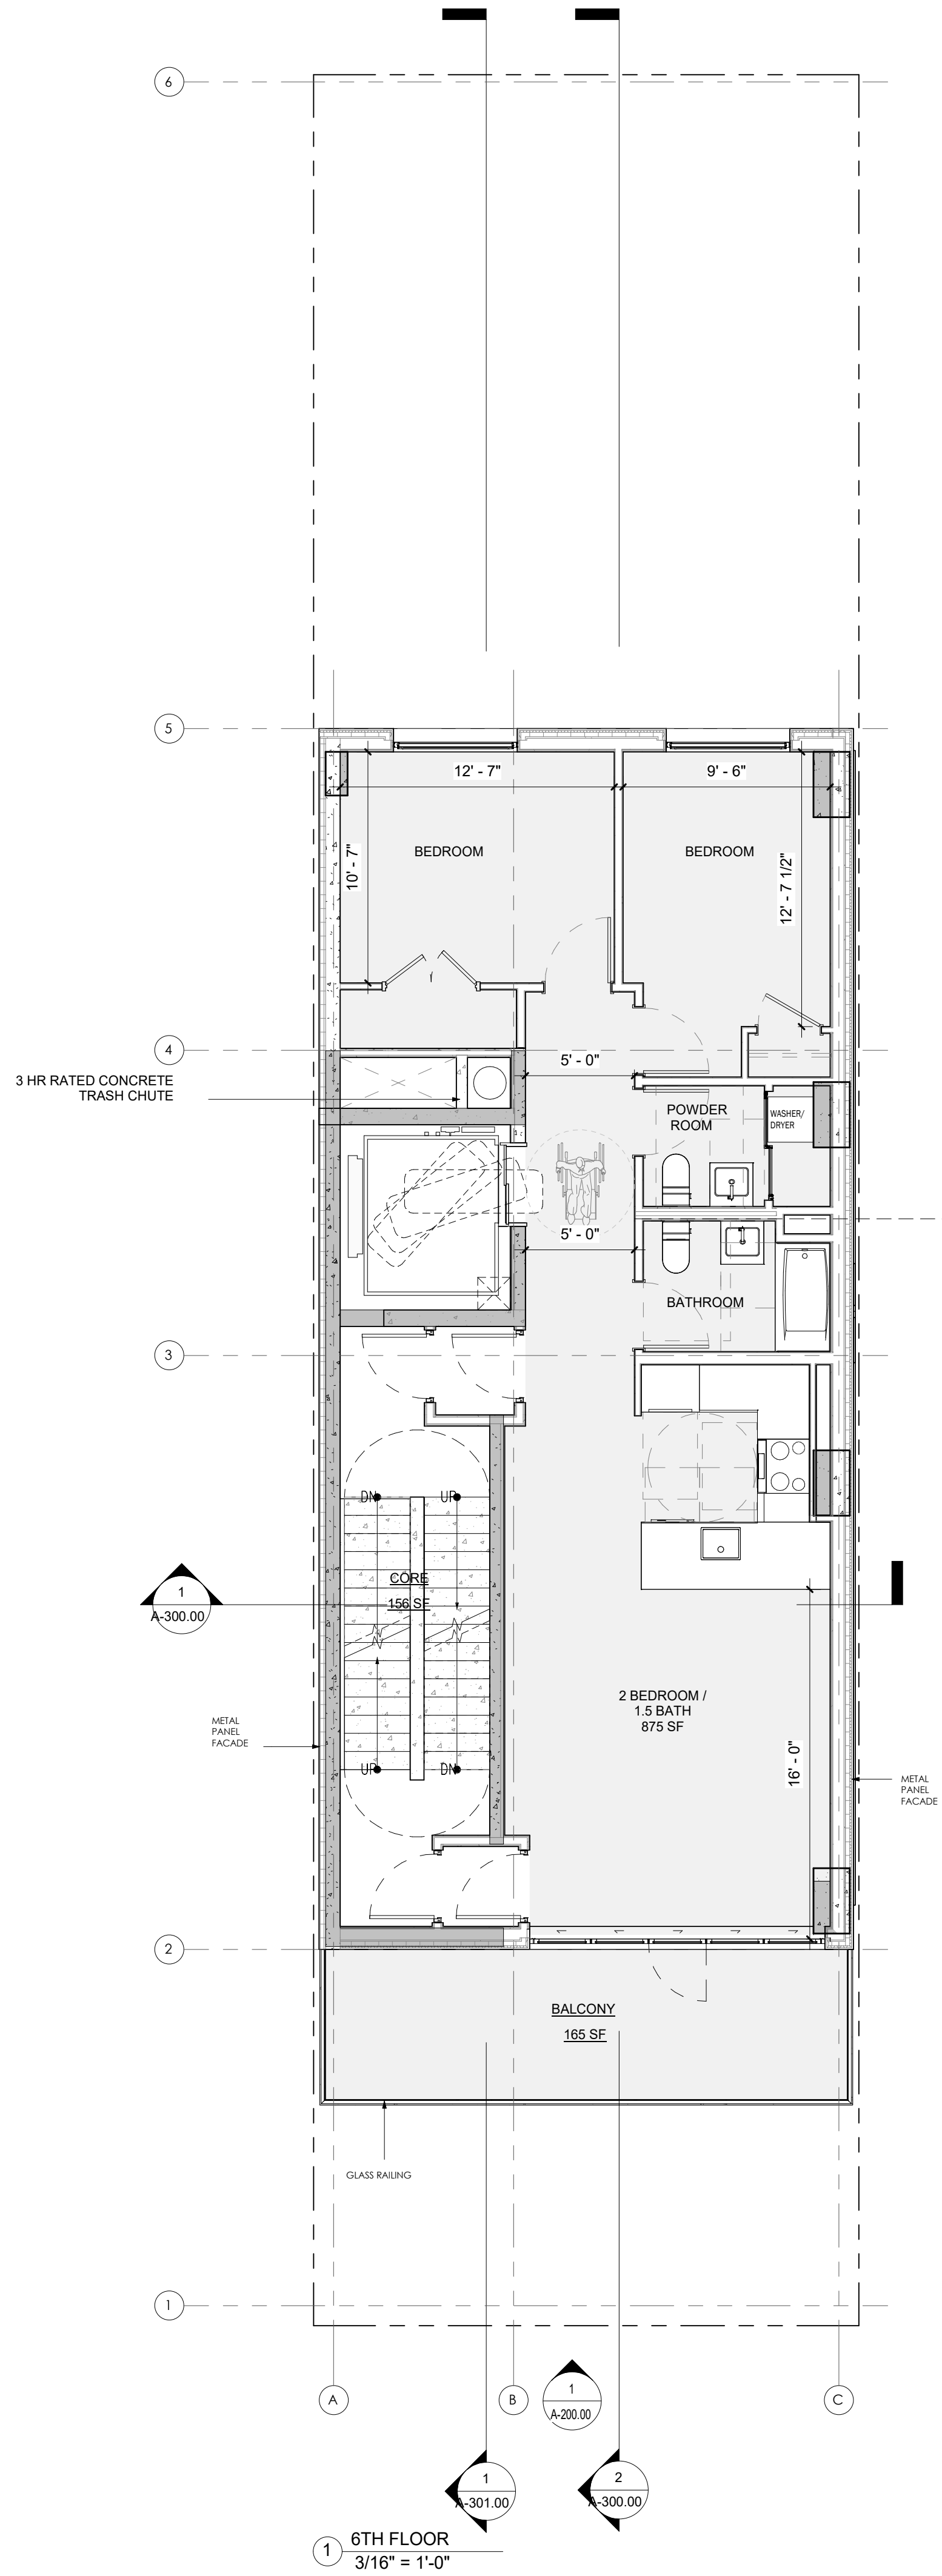 6
5
12' - 7"
9' - 6"
BEDROOM
BEDROOM
10' - 7"
12' - 7 1/2"
4
5' - 0"
3 HR RATED CONCRETE
TRASH CHUTE
POWDER
ROOM
WASHER/
DRYER
5' - 0"
BATHROOM
3
DN
UP
CORE
156 SF
1
A-300.00
2 BEDROOM /
1.5 BATH
875 SF
METAL
PANEL
FACADE
16' - 0"
UP
DN
METAL
PANEL
FACADE
2
BALCONY
165 SF
GLASS RAILING
1
A
B
C
1
A-200.00
1
A-301.00
2
A-300.00
1
6TH FLOOR
3/16" = 1'-0"